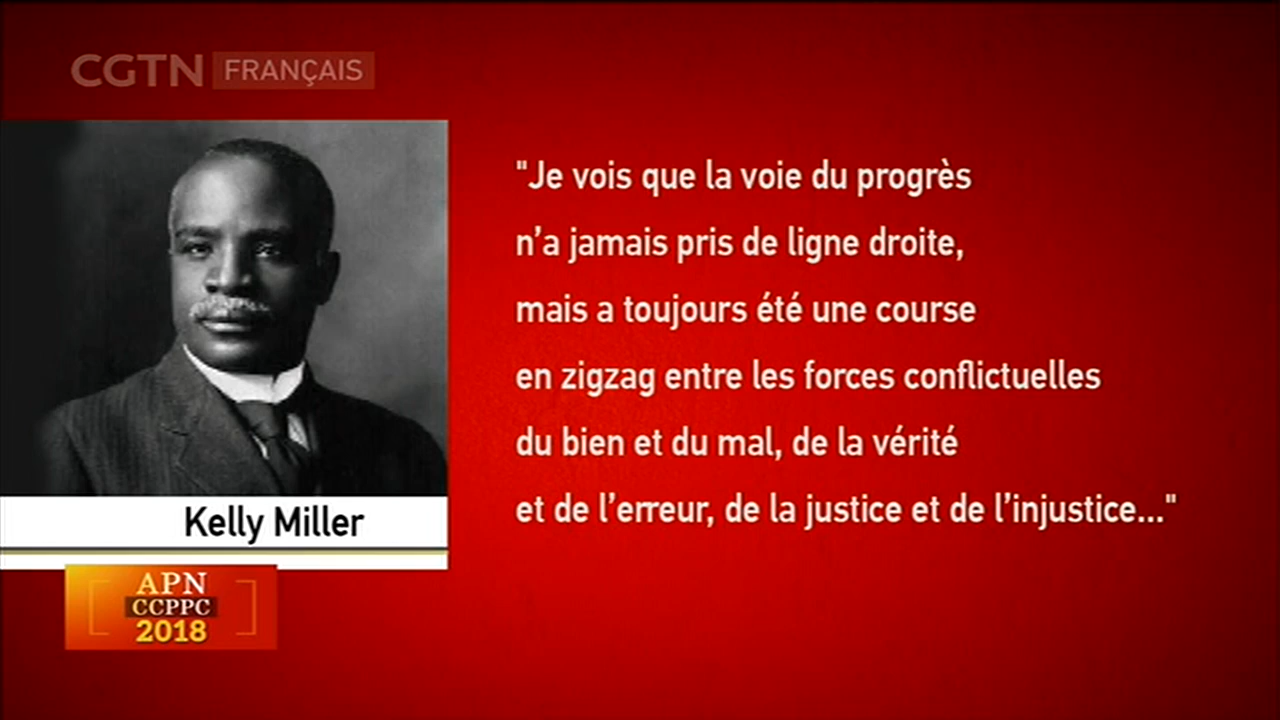 CGTN FRANÇAIS
"Je vois que la voie du progrès
n'a jamais pris de ligne droite,
mais a toujours été une course
en zigzag entre les forces conflictuelles
du bien et du mal, de la vérité
et de l'erreur, de la justice et de l'injustice..."
Kelly Miller
APN
CCPPC
2018